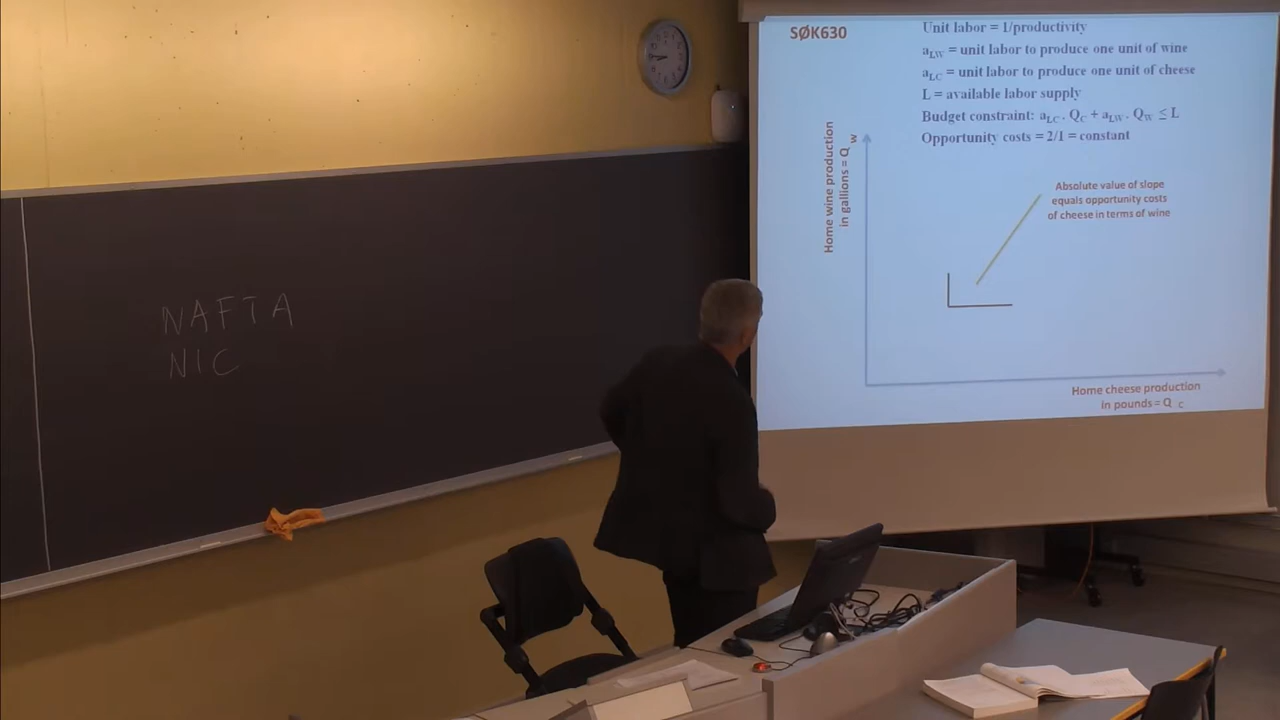 NAFTA
NIC
SØK630
Unit labor = 1/productivity
aLW = unit labor to produce one unit of wine
aLC = unit labor to produce one unit of cheese
L = available labor supply
Budget constraint: aLC . QC + aLW . QW ≤ L
Opportunity costs = 2/1 = constant
Home wine production
in gallions = Q W
Absolute value of slope
equals opportunity costs
of cheese in terms of wine
Home cheese production
in pounds = Q C